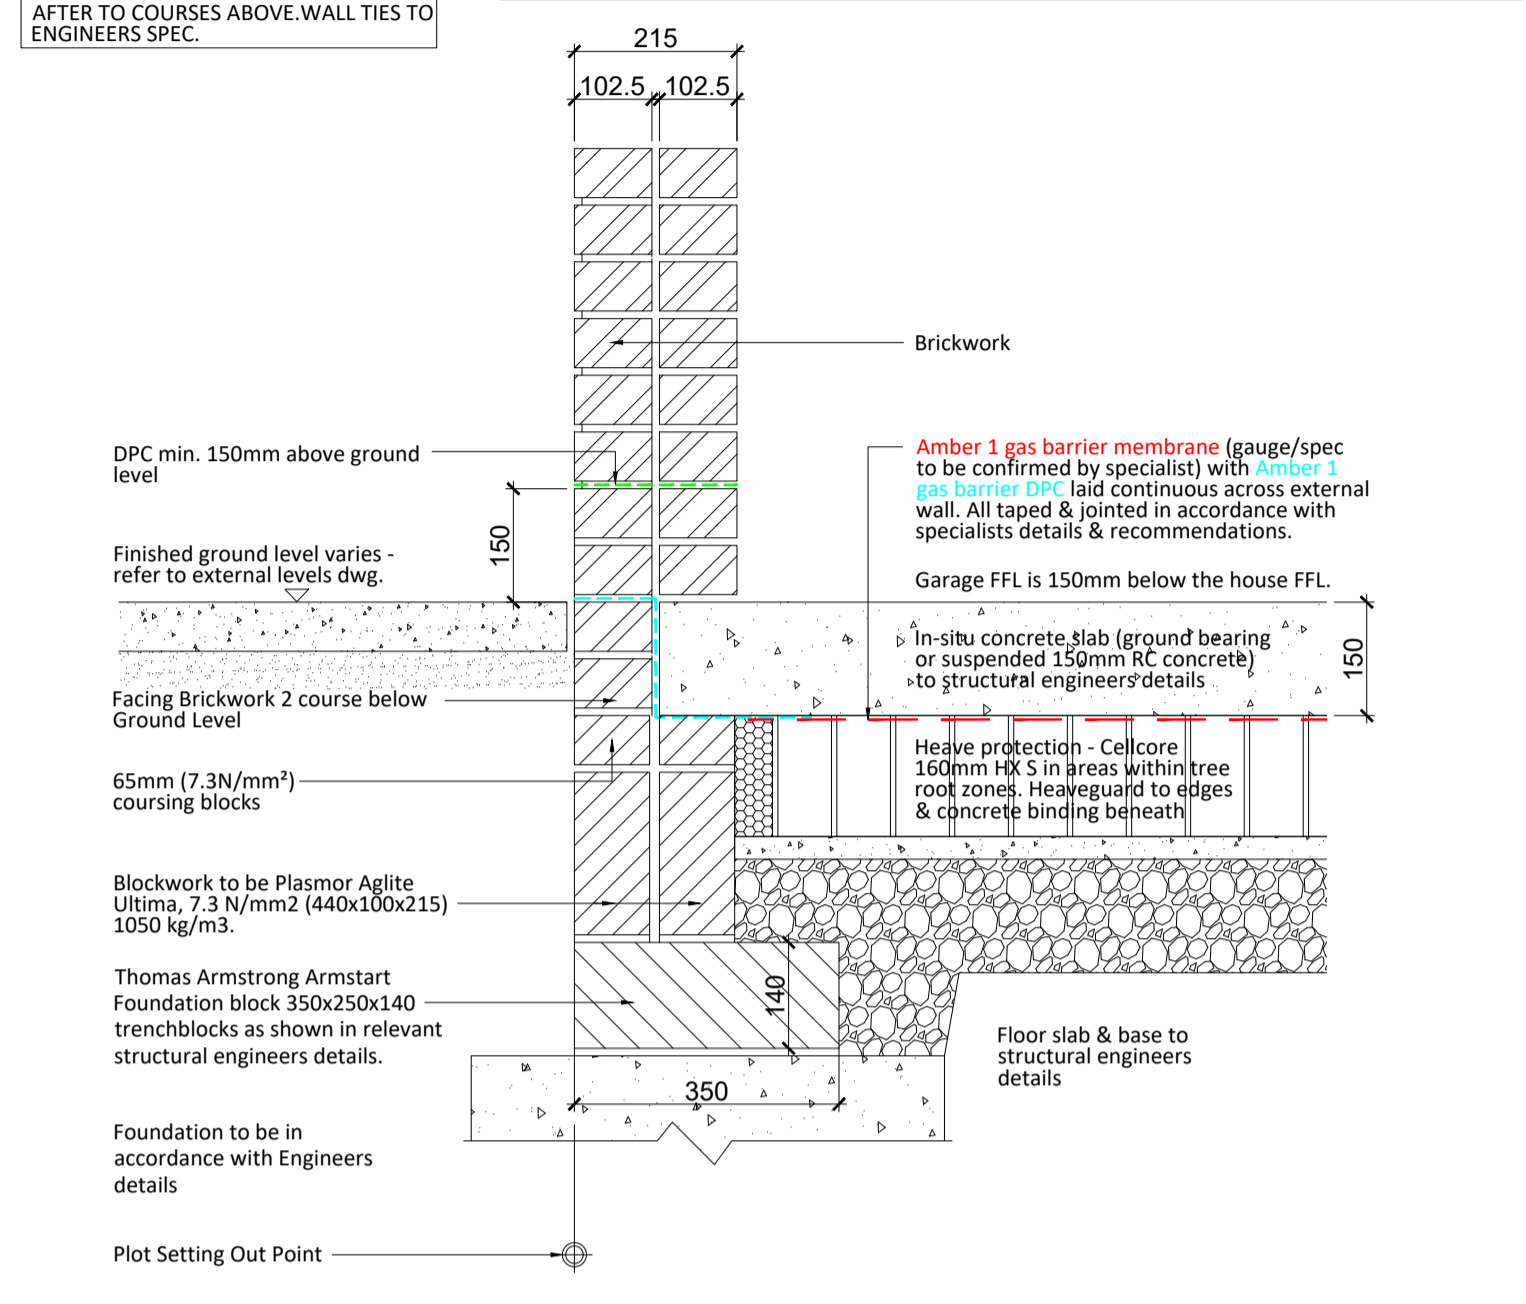 AFTER TO COURSES ABOVE.WALL TIES TO
ENGINEERS SPEC.
215
102.5
102.5
Brickwork
DPC min. 150mm above ground
level
Amber 1 gas barrier membrane (gauge/spec
to be confirmed by specialist) with Amber 1
gas barrier DPC laid continuous across external
wall. All taped & jointed in accordance with
specialists details & recommendations.
150
Finished ground level varies -
refer to external levels dwg.
Garage FFL is 150mm below the house FFL.
In-situ concrete slab (ground bearing
or suspended 150mm RC concrete)
to structural engineers details
150
Facing Brickwork 2 course below
Ground Level
Heave protection - Cellcore
160mm HX S in areas within tree
root zones. Heaveguard to edges
& concrete binding beneath
65mm (7.3N/mm²)
coursing blocks
Blockwork to be Plasmor Aglite
Ultima, 7.3 N/mm2 (440x100x215)
1050 kg/m3.
Thomas Armstrong Armstart
Foundation block 350x250x140
trenchblocks as shown in relevant
structural engineers details.
140
Floor slab & base to
structural engineers
details
350
Foundation to be in
accordance with Engineers
details
Plot Setting Out Point